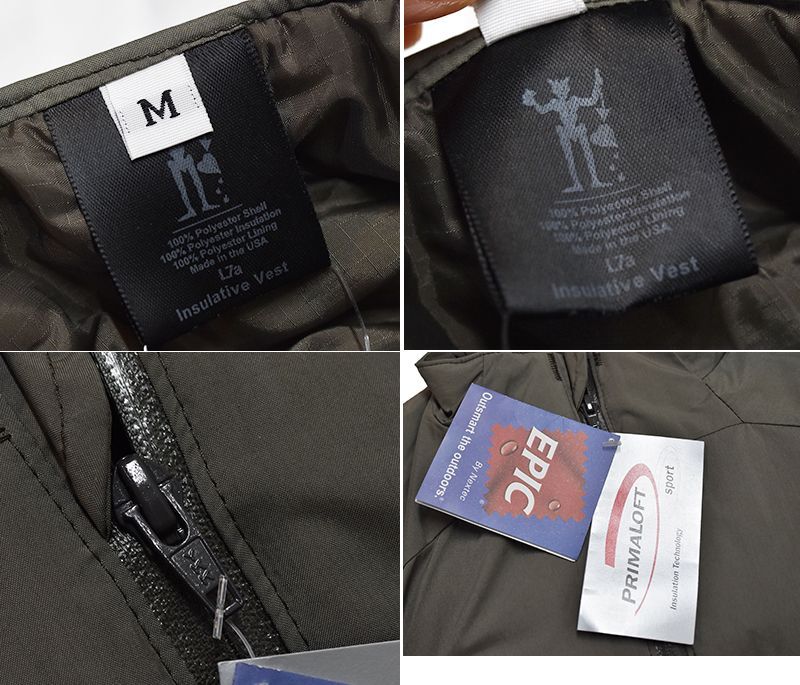 M
100% Polyester Shell
100% Polyester Insulation
100% Polyester Lining
Made in the USA
L7a
Insulative Vest
100% Polyester Shell
100% Polyester Insulation
100% Polyester Lining
Made in the USA
L7a
Insulative Vest
Outsmart the outdoors.
By Nextec
EPIC
PRIMALOFT
sport
Insulation Technology